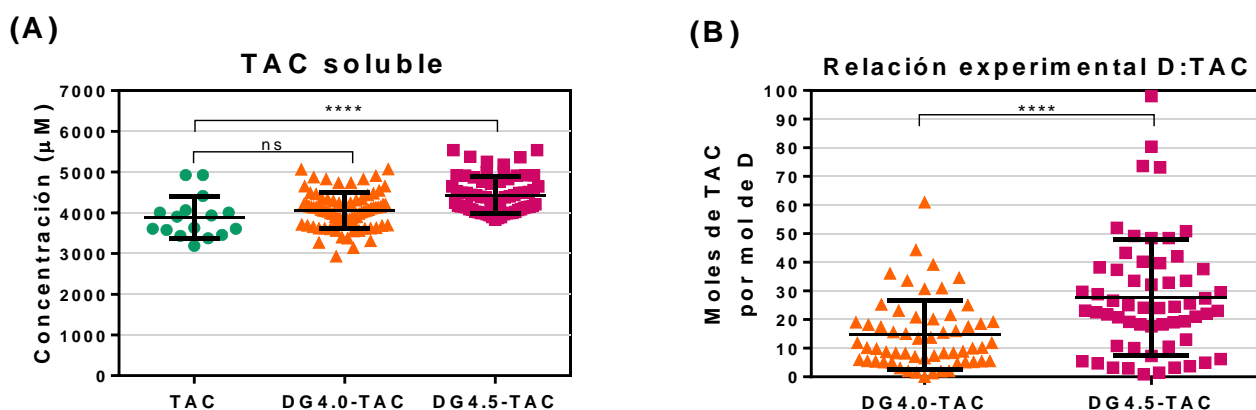 (A)
TAC soluble
Concentración (µM)
7000
6000
5000
4000
3000
2000
1000
0
****
ns
TAC
DG4.0-TAC
DG4.5-TAC
(B)
Relación experimental D:TAC
Moles de TAC
por mol de D
100
90
80
70
60
50
40
30
20
10
0
****
DG4.0-TAC
DG4.5-TAC